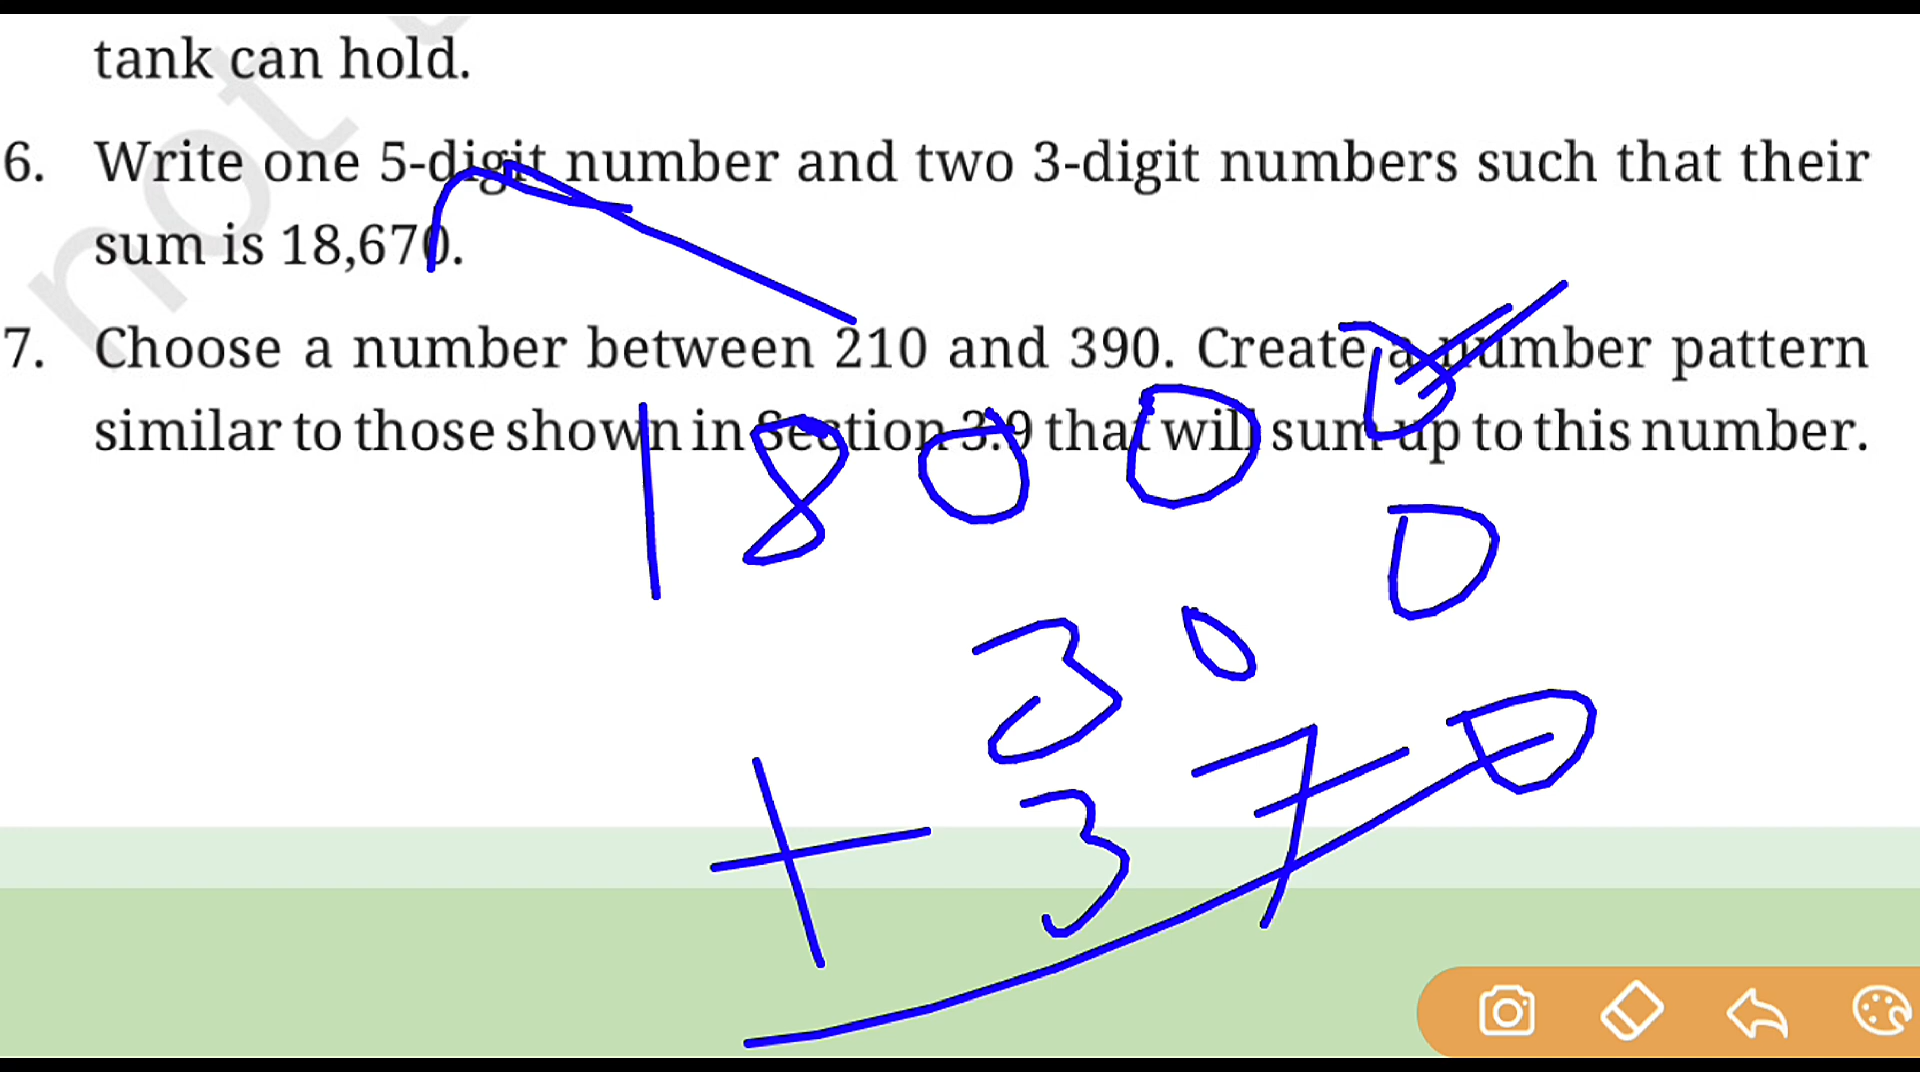 tank can hold.
6. Write one 5-digit number and two 3-digit numbers such that their
sum is 18,670.
7. Choose a number between 210 and 390. Create a number pattern
similar to those shown in Section 3.9 that will sum up to this number.
18000
300
+ 370
not